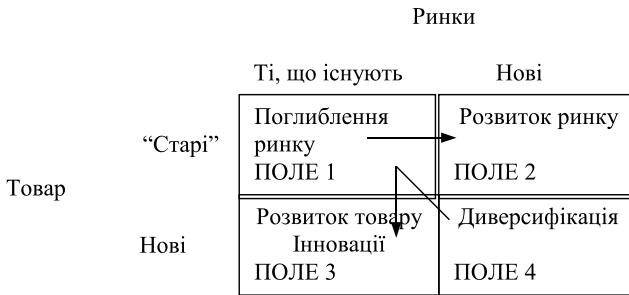 Ринки
Ті, що існують Нові
Поглиблення Розвиток ринку
“Старі” ринку
ПОЛЕ 1 ПОЛЕ 2
Товар
Розвиток товару Диверсифікація
Нові Інновації
ПОЛЕ 3 ПОЛЕ 4